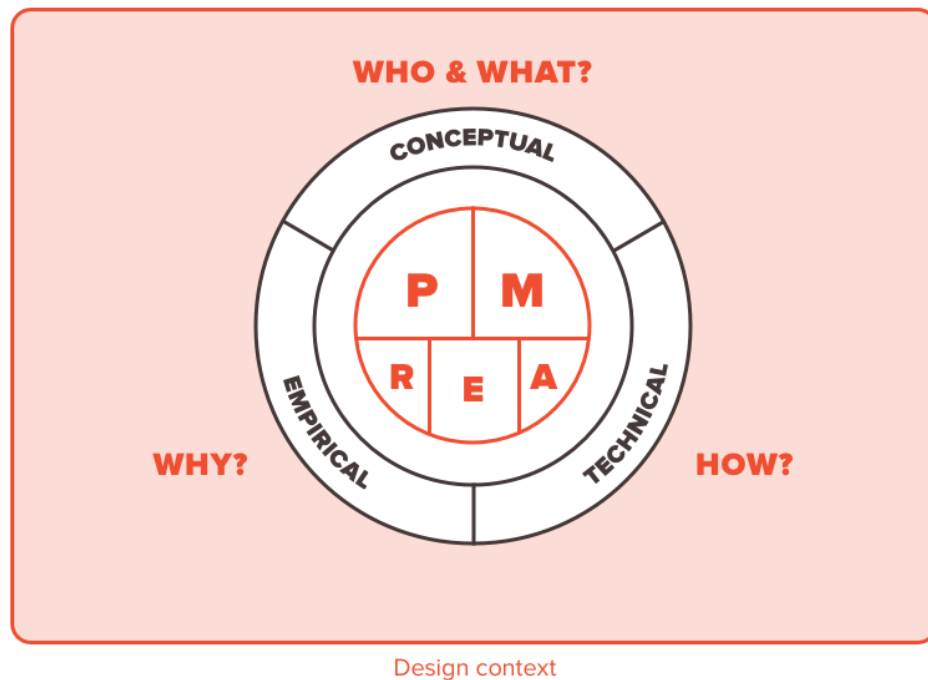 WHO & WHAT?
CONCEPTUAL
P M
R E A
EMPIRICAL
TECHNICAL
WHY?
HOW?
Design context